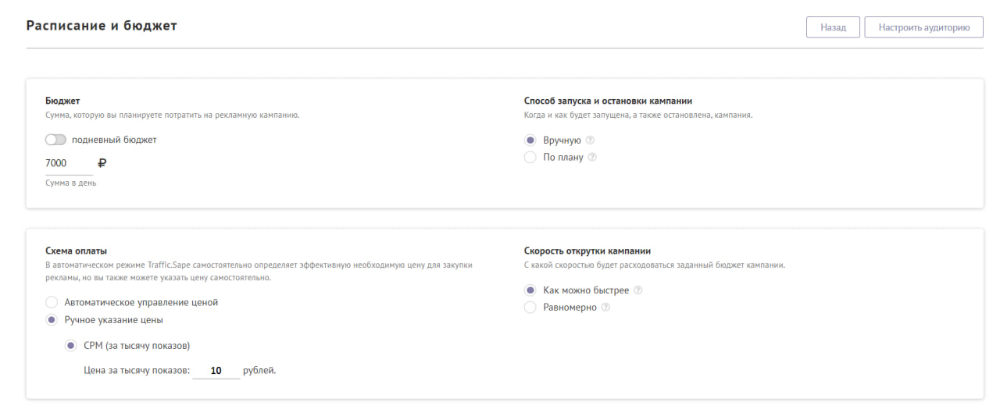 Расписание и бюджет
Назад
Настроить аудиторию
Бюджет
Сумма, которую вы планируете потратить на рекламную кампанию.
подневный бюджет
7000 ₽
Сумма в день
Способ запуска и остановки кампании
Когда и как будет запущена, а также остановлена, кампания.
Вручную ?
По плану ?
Схема оплаты
В автоматическом режиме Traffic.Sape самостоятельно определяет эффективную необходимую цену для закупки
рекламы, но вы также можете указать цену самостоятельно.
Автоматическое управление ценой
Ручное указание цены
CPM (за тысячу показов)
Цена за тысячу показов: 10 рублей.
Скорость открутки кампании
С какой скоростью будет расходоваться заданный бюджет кампании.
Как можно быстрее ?
Равномерно ?